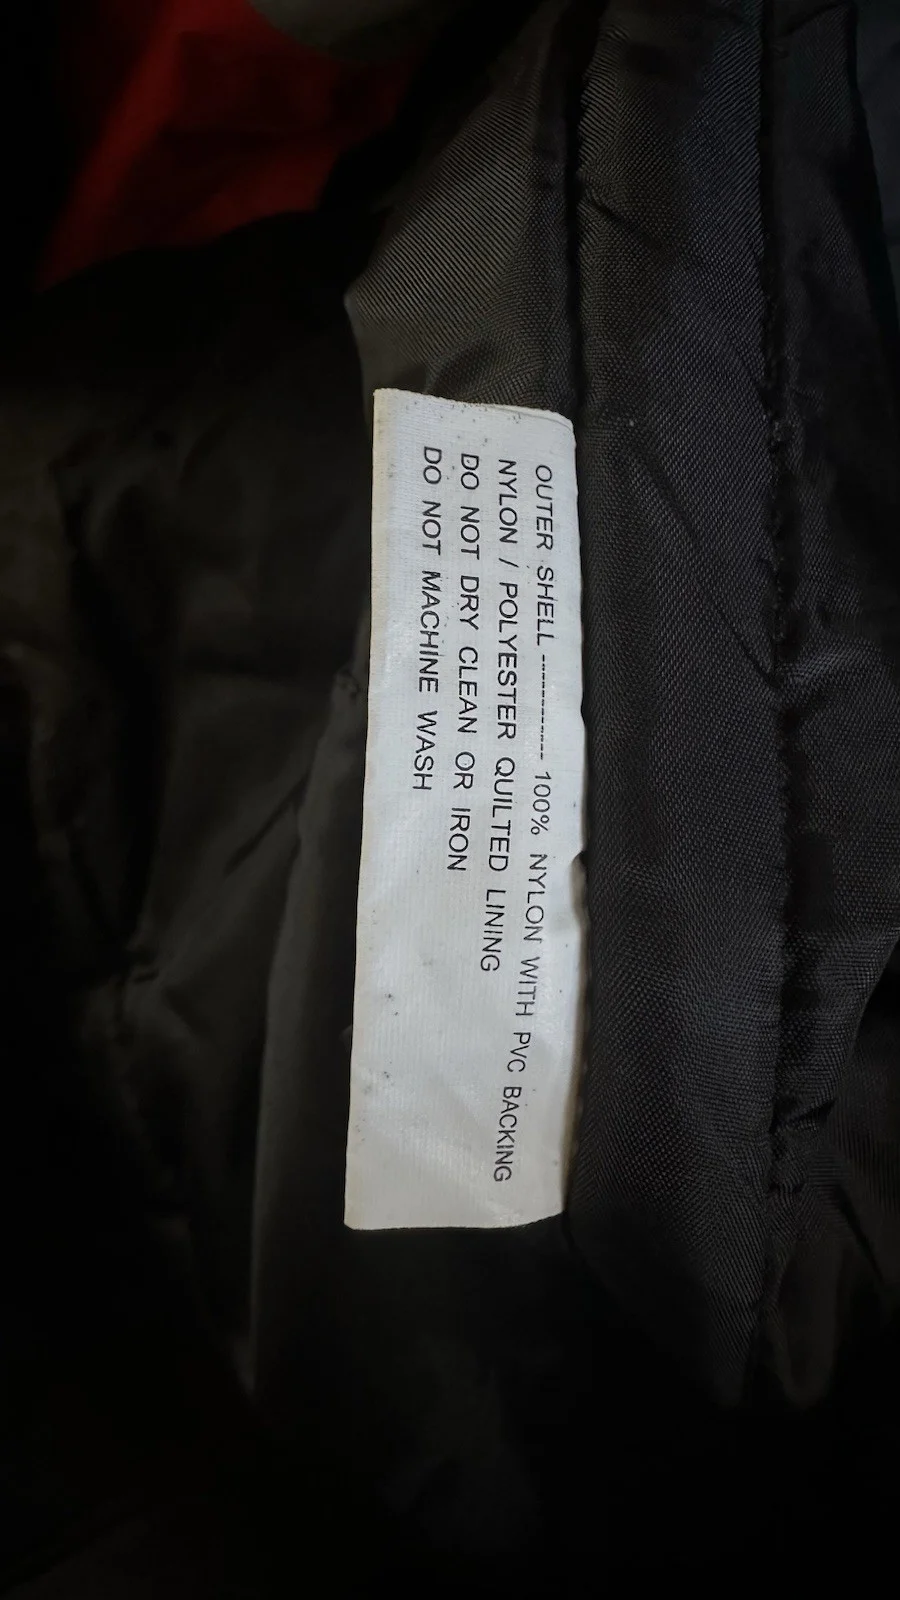 OUTER SHELL ------------ 100% NYLON WITH PVC BACKING
NYLON / POLYESTER QUILTED LINING
DO NOT DRY CLEAN OR IRON
DO NOT MACHINE WASH